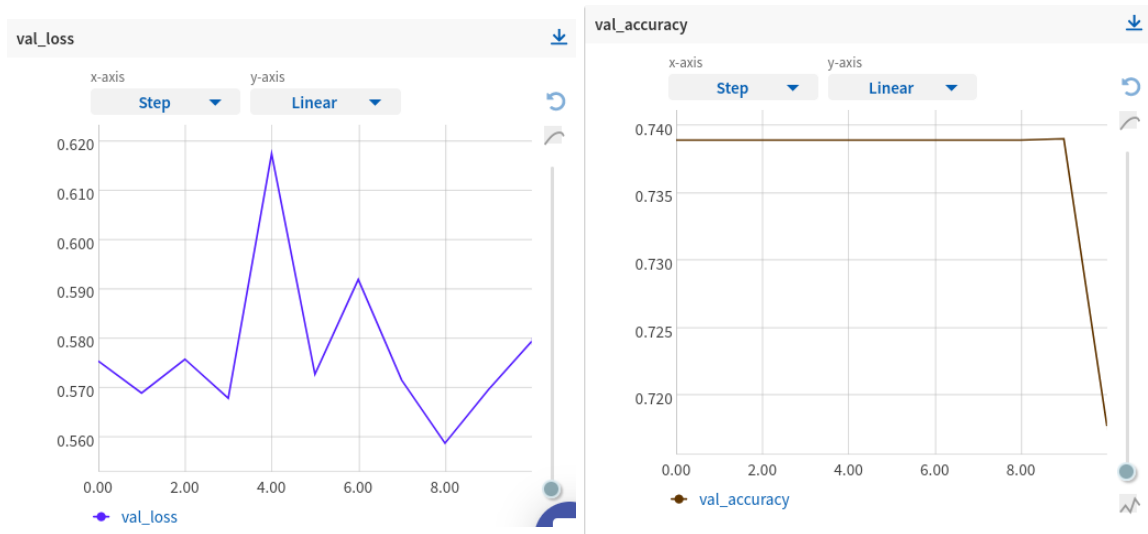 val_loss
x-axis
y-axis
Step
Linear
0.620
0.610
0.600
0.590
0.580
0.570
0.560
0.00
2.00
4.00
6.00
8.00
val_loss
val_accuracy
x-axis
y-axis
Step
Linear
0.740
0.735
0.730
0.725
0.720
0.00
2.00
4.00
6.00
8.00
val_accuracy